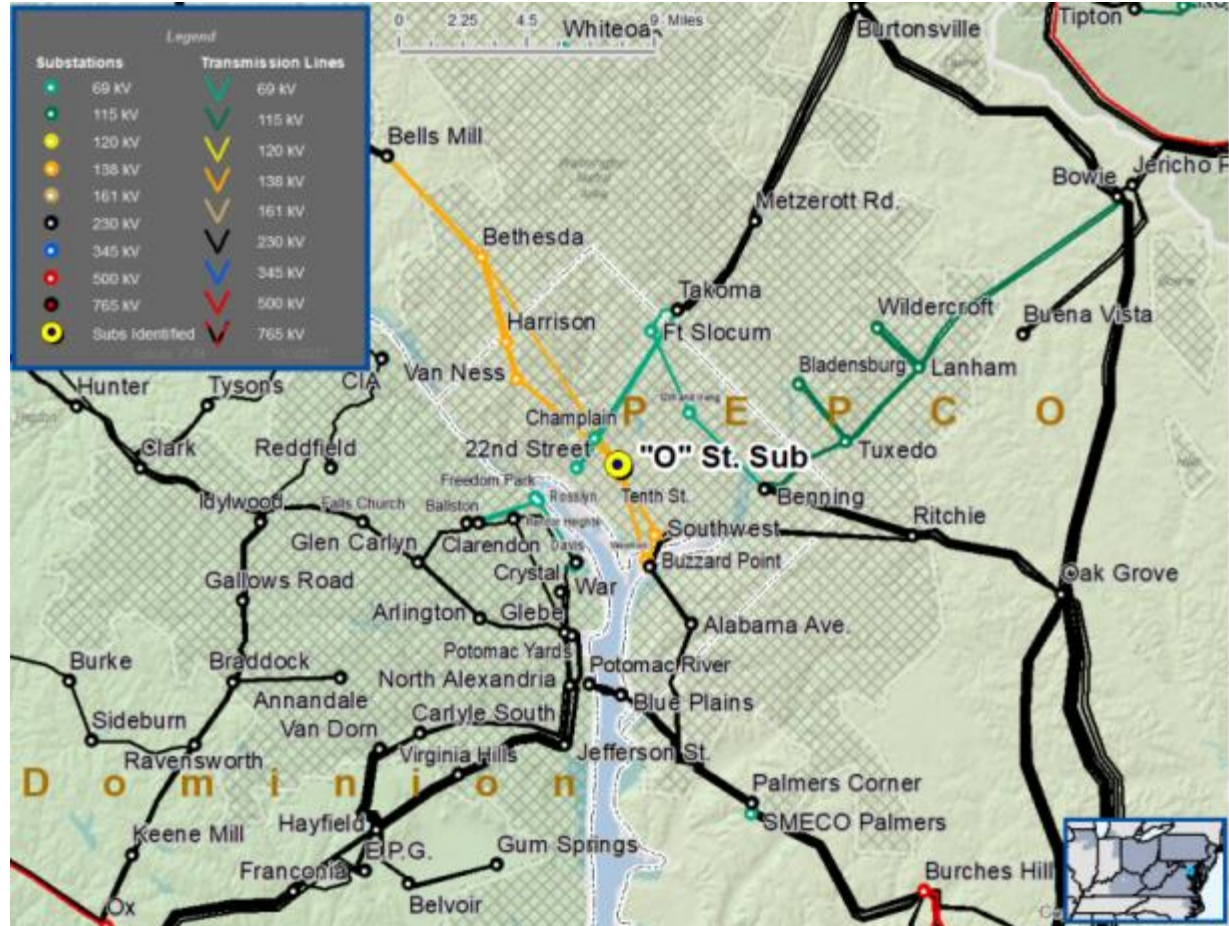 0 2.25 4.5 9 Miles
Legend
Substations Transmission Lines
69 kV 69 kV
115 kV 115 kV
120 kV 120 kV
138 kV 138 kV
161 kV 161 kV
230 kV 230 kV
345 kV 345 kV
500 kV 500 kV
765 kV 765 kV
Subs Identified
Whiteoa
Burtonsville
Tipton
Bells Mill
Jericho P
Bowie
Metzerott Rd.
Bethesda
Takoma
Harrison
Ft Slocum
Wildercroft
Buena Vista
Van Ness
Bladensburg
Lanham
Hunter
Tysons
CIA
Champlain
P E P C O
Clark
Reddfield
22nd Street
"O" St. Sub
Tuxedo
Freedom Park
Idylwood
Falls Church
Ballston
Rosslyn
Tenth St.
Benning
Glen Carlyn
Clarendon
Davis
Southwest
Ritchie
Crystal
War
Buzzard Point
Oak Grove
Gallows Road
Arlington
Glebe
Alabama Ave.
Potomac Yards
Burke
Braddock
North Alexandria
Potomac River
Annandale
Blue Plains
Sideburn
Van Dorn
Carlyle South
Ravensworth
Virginia Hills
Jefferson St.
D o m i n i o n
Palmers Corner
Hayfield
SMECO Palmers
Keene Mill
E.P.G.
Gum Springs
Franconia
Burches Hill
Ox
Belvoir